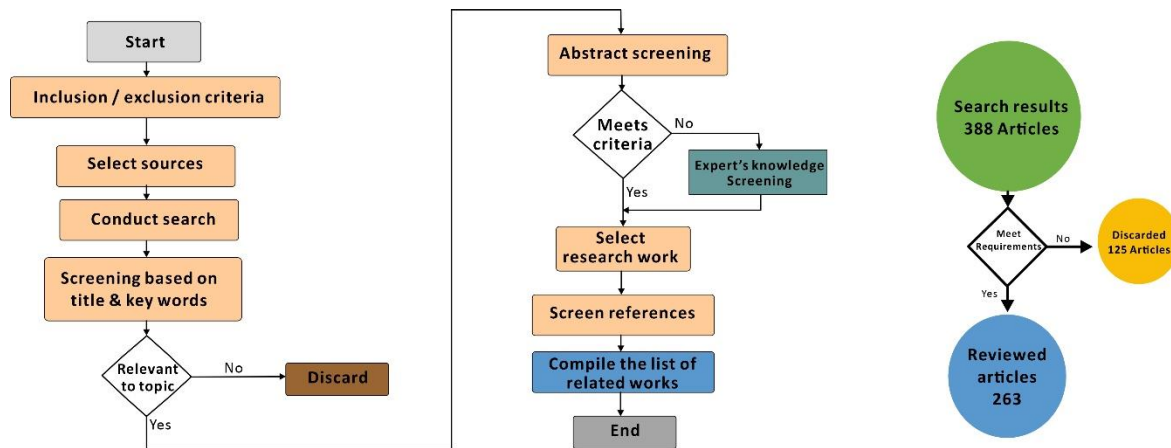 Start
Inclusion / exclusion criteria
Select sources
Conduct search
Screening based on
title & key words
Relevant
to topic
No
Discard
Yes
Abstract screening
Meets
criteria
No
Expert's knowledge
Screening
Yes
Select
research work
Screen references
Compile the list of
related works
End
Search results
388 Articles
Meet
Requirements
No
Discarded
125 Articles
Yes
Reviewed
articles
263